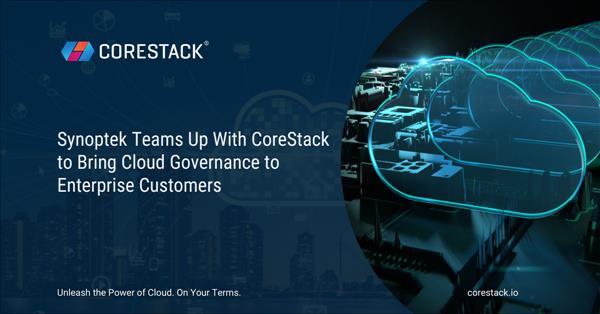 CORESTACK®
Synoptek Teams Up With CoreStack
to Bring Cloud Governance to
Enterprise Customers
Unleash the Power of Cloud. On Your Terms.
corestack.io